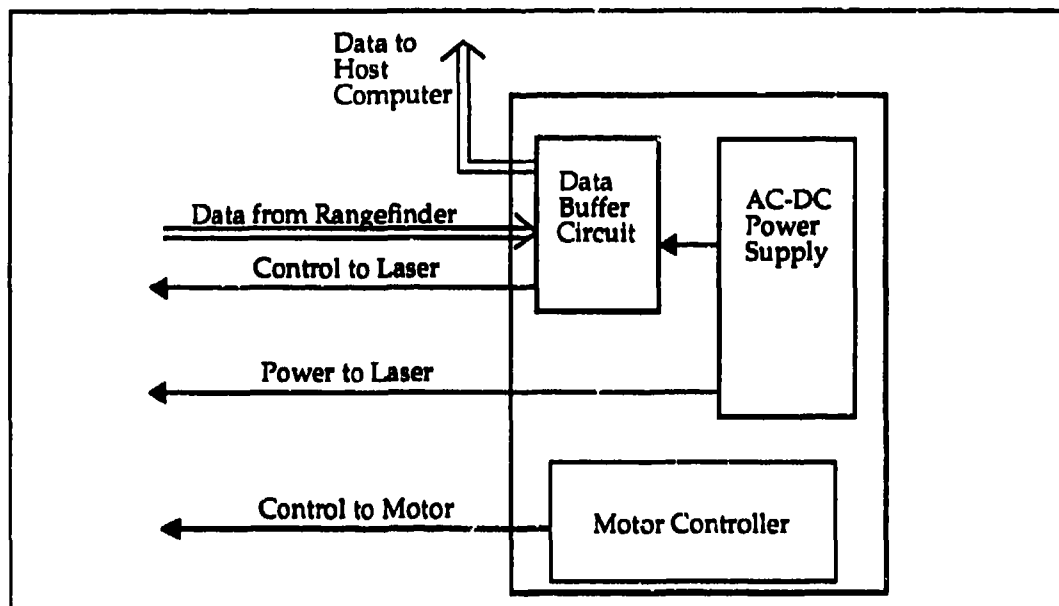 Data to
Host
Computer
Data
Buffer
Circuit
AC-DC
Power
Supply
Data from Rangefinder
Control to Laser
Power to Laser
Control to Motor
Motor Controller